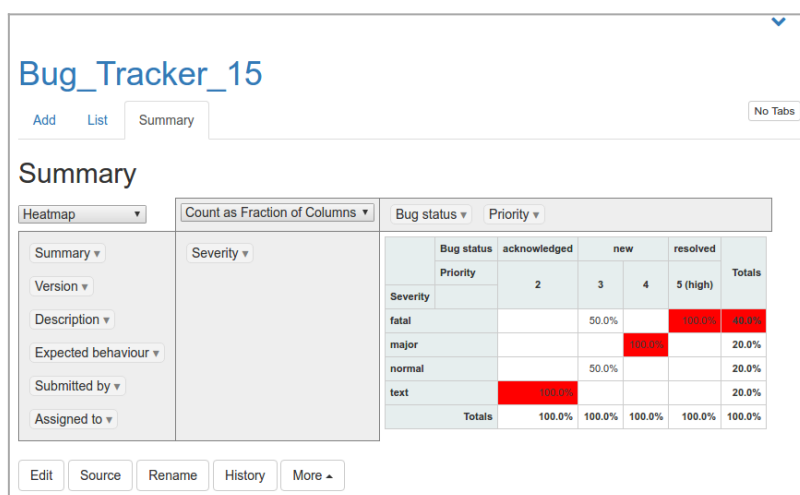 Bug_Tracker_15
Add List Summary No Tabs
Summary
Heatmap Count as Fraction of Columns Bug status Priority
Summary
Version
Description
Expected behaviour
Submitted by
Assigned to
Severity
Bug status acknowledged new resolved Totals
Priority 2 3 4 5 (high)
Severity
fatal 50.0% 100.0% 40.0%
major 100.0% 20.0%
normal 50.0% 20.0%
text 100.0% 20.0%
Totals 100.0% 100.0% 100.0% 100.0% 100.0%
Edit Source Rename History More